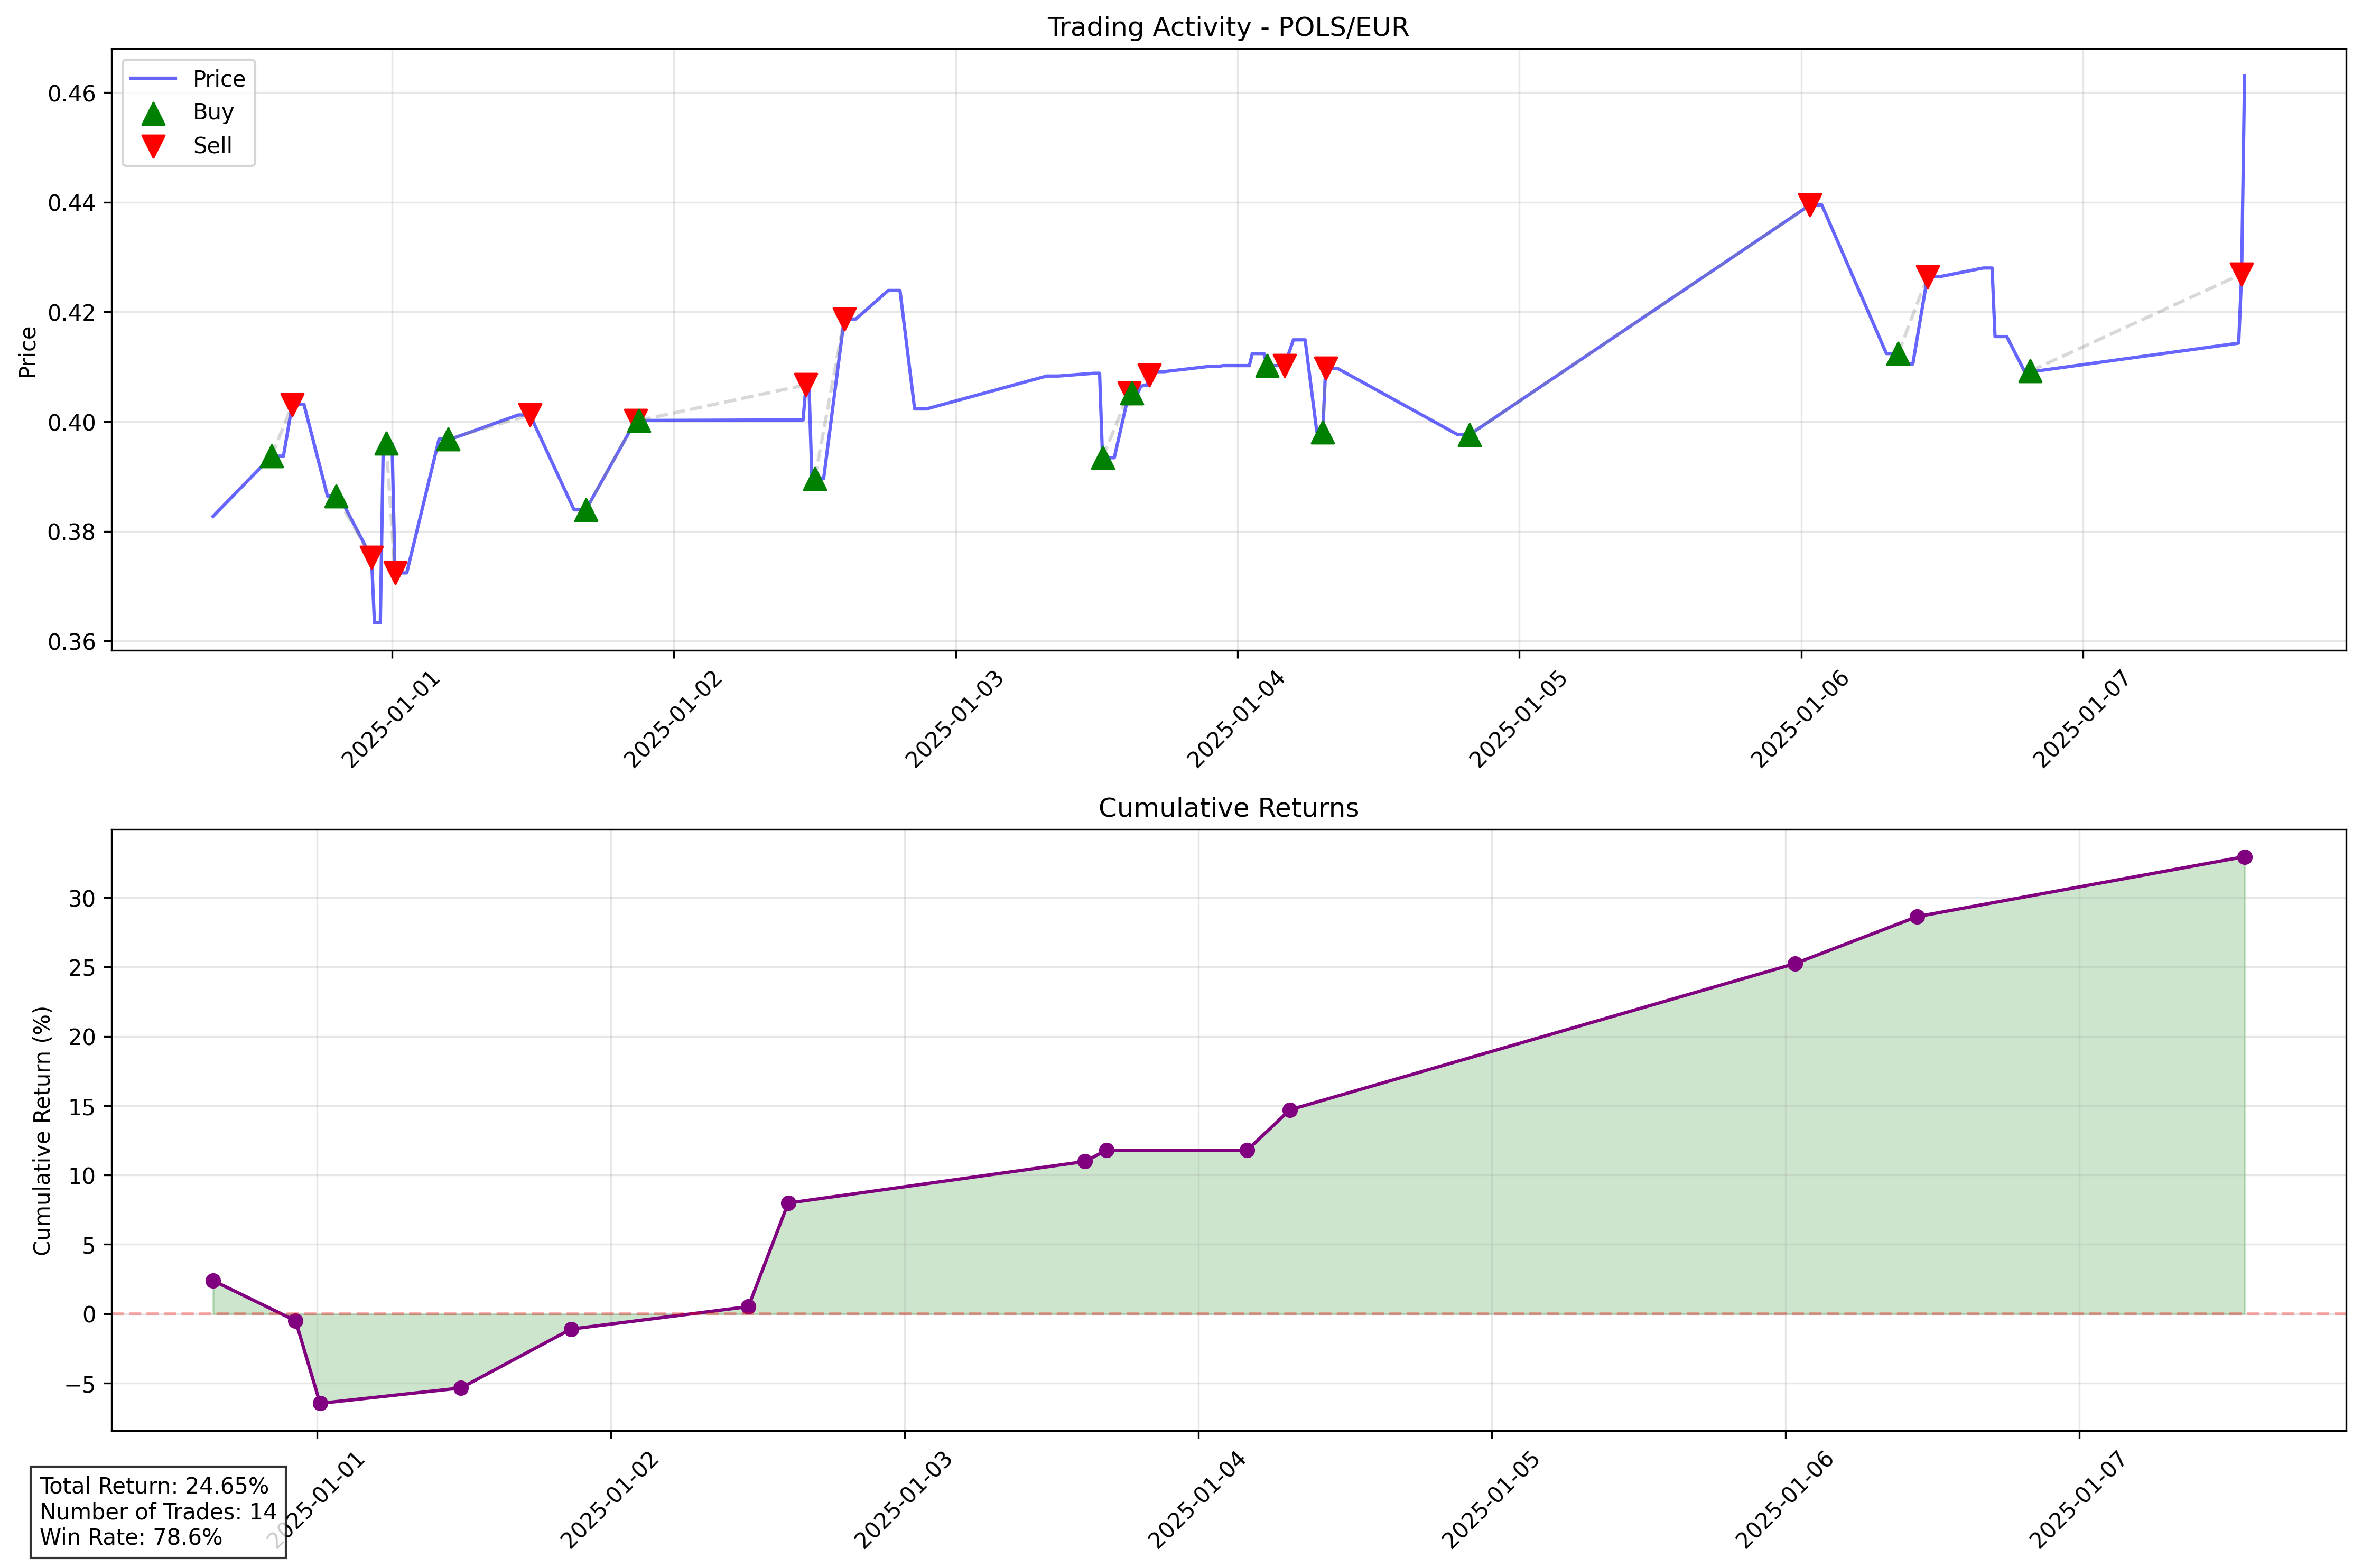 Trading Activity - POLS/EUR
Price
Buy
Sell
Price
0.46
0.44
0.42
0.40
0.38
0.36
2025-01-01
2025-01-02
2025-01-03
2025-01-04
2025-01-05
2025-01-06
2025-01-07
Cumulative Returns
Cumulative Return (%)
30
25
20
15
10
5
0
−5
2025-01-01
2025-01-02
2025-01-03
2025-01-04
2025-01-05
2025-01-06
2025-01-07
Total Return: 24.65%
Number of Trades: 14
Win Rate: 78.6%